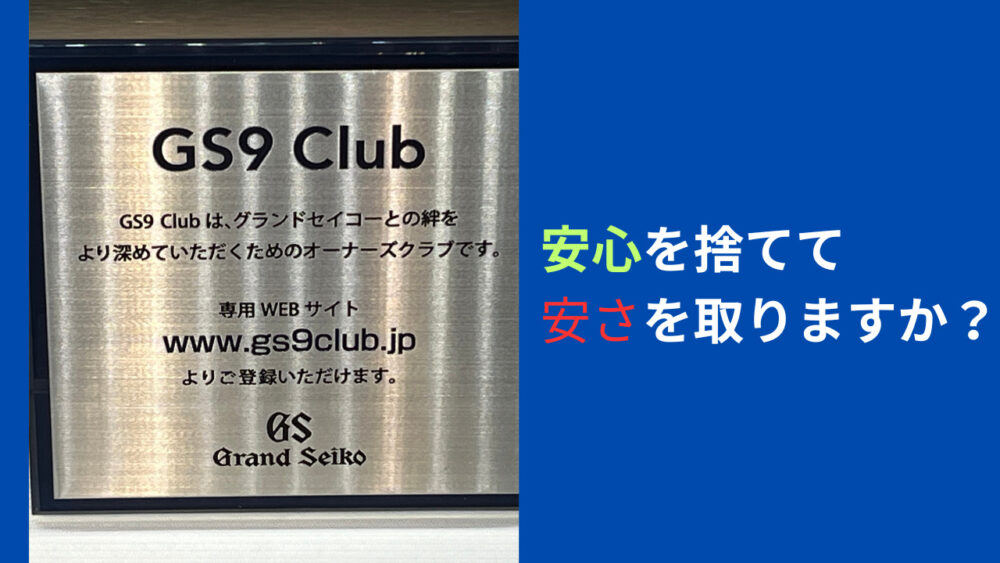 GS9 Club
GS9 Club は、グランドセイコーとの絆を
より深めていただくためのオーナーズクラブです。
専用 WEB サイト
www.gs9club.jp
よりご登録いただけます。
GS
Grand Seiko
安心を捨てて
安さを取りますか？